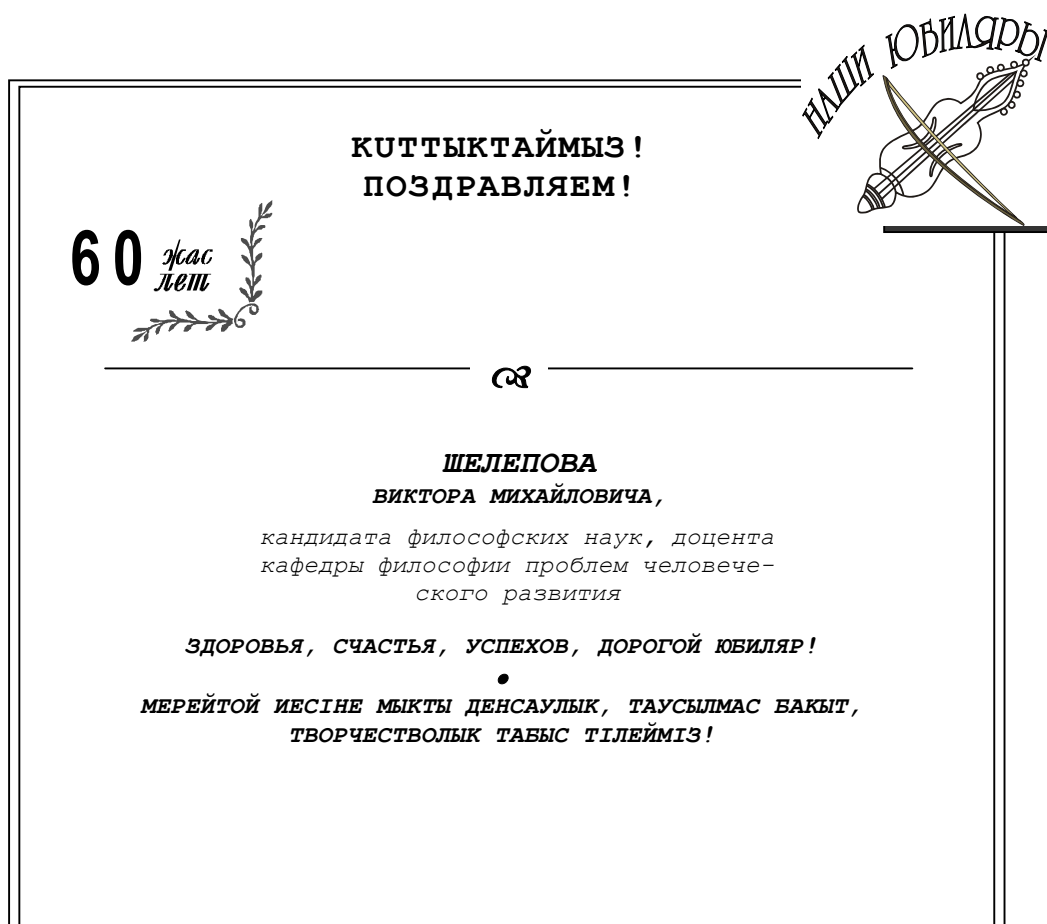 НАШИ ЮБИЛЯРЫ
КUТТЫКТАЙМЫЗ!
ПОЗДРАВЛЯЕМ!
60 жас
лет
ШЕЛЕПОВА
ВИКТОРА МИХАЙЛОВИЧА,
кандидата философских наук, доцента
кафедры философии проблем человече-
ского развития
ЗДОРОВЬЯ, СЧАСТЬЯ, УСПЕХОВ, ДОРОГОЙ ЮБИЛЯР!
•
МЕРЕЙТОЙ ИЕСІНЕ МЫКТЫ ДЕНСАУЛЫК, ТАУСЫЛМАС БАКЫТ,
ТВОРЧЕСТВОЛЫК ТАБЫС ТІЛЕЙМІЗ!